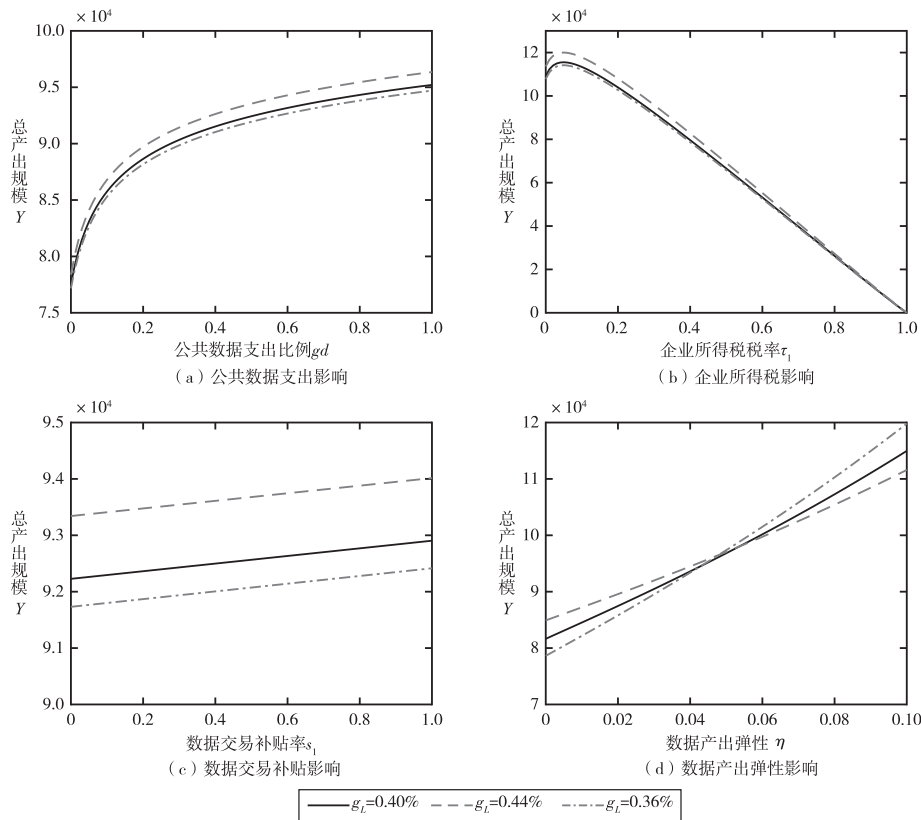 × 10⁴
10.0
9.5
9.0
8.5
8.0
7.5
总产出规模 Y
0 0.2 0.4 0.6 0.8 1.0
公共数据支出比例gd
（a）公共数据支出影响
× 10⁴
12
10
8
6
4
2
0
总产出规模 Y
0 0.2 0.4 0.6 0.8 1.0
企业所得税税率τ₁
（b）企业所得税影响
× 10⁴
9.5
9.4
9.3
9.2
9.1
9.0
总产出规模 Y
0 0.2 0.4 0.6 0.8 1.0
数据交易补贴率s₁
（c）数据交易补贴影响
× 10⁴
12
11
10
9
8
7
总产出规模 Y
0 0.02 0.04 0.06 0.08 0.10
数据产出弹性 η
（d）数据产出弹性影响
g_L=0.40% g_L=0.44% g_L=0.36%